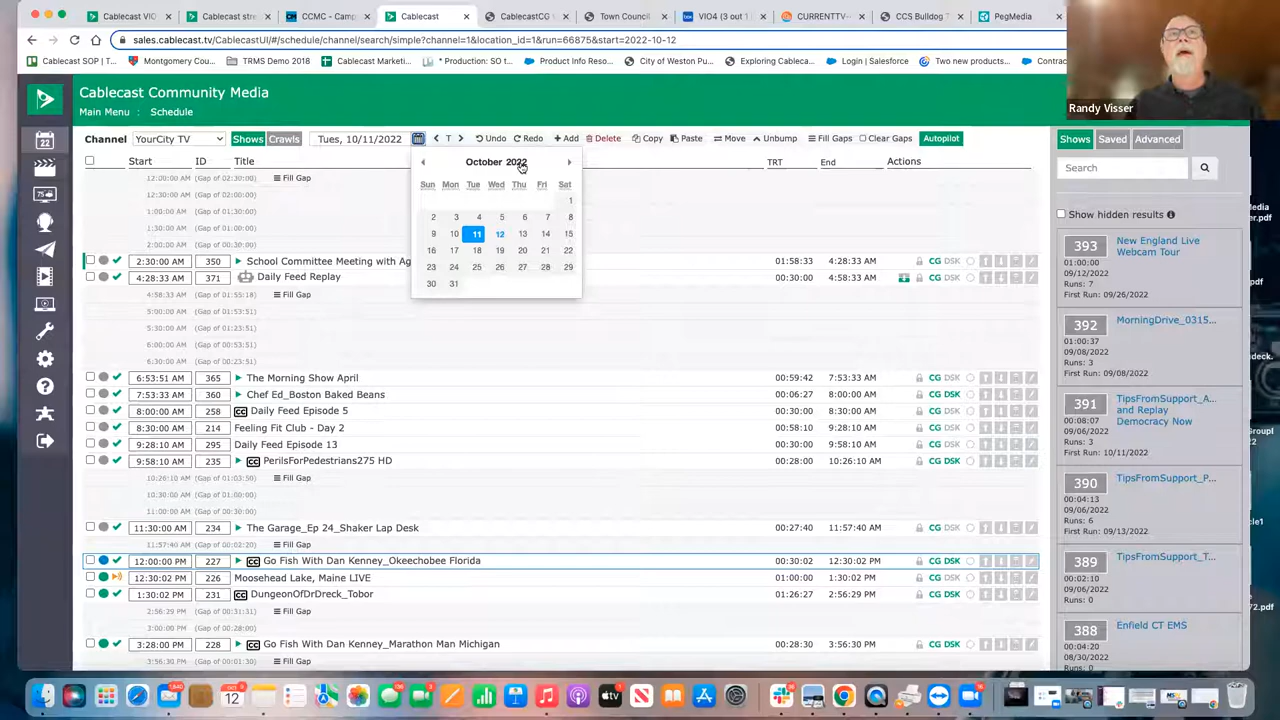 Cablecast VIO
Cablecast stre
CCMC - Camp
Cablecast
CablecastCG
Town Council
VIO4 (3 out 1
CURRENTTV--
CCS Bulldog T
PegMedia
sales.cablecast.tv/CablecastUI/#/schedule/channel/search/simple?channel=1&location_id=1&run=66875&start=2022-10-12
Cablecast SOP | T...
Montgomery Count...
TRMS Demo 2018
Cablecast Marketi...
* Production: SO t...
Product Info Reso...
City of Weston Pu...
Exploring Cableca...
Login | Salesforce
Two new products...
Contrac
Randy Visser
Cablecast Community Media
Main Menu : Schedule
Channel YourCity TV Shows Crawls Tues, 10/11/2022 < T > Undo Redo + Add Delete Copy Paste Move Unbump Fill Gaps Clear Gaps Autopilot
Shows Saved Advanced
Start ID Title TRT End Actions
October 2022
Sun Mon Tue Wed Thu Fri Sat
1
2 3 4 5 6 7 8
9 10 11 12 13 14 15
16 17 18 19 20 21 22
23 24 25 26 27 28 29
30 31
12:00:00 AM (Gap of 02:30:00) Fill Gap
12:30:00 AM (Gap of 02:00:00)
1:00:00 AM (Gap of 01:30:00)
1:30:00 AM (Gap of 01:00:00)
2:00:00 AM (Gap of 00:30:00)
2:30:00 AM 350 School Committee Meeting with Ag 01:58:33 4:28:33 AM CG DSK
4:28:33 AM 371 Daily Feed Replay 00:30:00 4:58:33 AM CG DSK
4:58:33 AM (Gap of 01:55:18) Fill Gap
5:00:00 AM (Gap of 01:53:51)
5:30:00 AM (Gap of 01:23:51)
6:00:00 AM (Gap of 00:53:51)
6:30:00 AM (Gap of 00:23:51)
6:53:51 AM 365 The Morning Show April 00:59:42 7:53:33 AM CG DSK
7:53:33 AM 360 Chef Ed_Boston Baked Beans 00:06:27 8:00:00 AM CG DSK
8:00:00 AM 258 CC Daily Feed Episode 5 00:30:00 8:30:00 AM CG DSK
8:30:00 AM 214 Feeling Fit Club - Day 2 00:58:10 9:28:10 AM CG DSK
9:28:10 AM 295 Daily Feed Episode 13 00:30:00 9:58:10 AM CG DSK
9:58:10 AM 235 CC PerilsForPedestrians275 HD 00:28:00 10:26:10 AM CG DSK
10:26:10 AM (Gap of 01:03:50) Fill Gap
10:30:00 AM (Gap of 01:00:00)
11:00:00 AM (Gap of 00:30:00)
11:30:00 AM 234 The Garage_Ep 24_Shaker Lap Desk 00:27:40 11:57:40 AM CG DSK
11:57:40 AM (Gap of 00:02:20) Fill Gap
12:00:00 PM 227 CC Go Fish With Dan Kenney_Okeechobee Florida 00:30:02 12:30:02 PM CG DSK
12:30:02 PM 226 Moosehead Lake, Maine LIVE 01:00:00 1:30:02 PM CG DSK
1:30:02 PM 231 CC DungeonOfDrDreck_Tobor 01:26:27 2:56:29 PM CG DSK
2:56:29 PM (Gap of 00:31:31) Fill Gap
3:00:00 PM (Gap of 00:28:00)
3:28:00 PM 228 CC Go Fish With Dan Kenney_Marathon Man Michigan 00:28:30 3:56:30 PM CG DSK
3:56:30 PM (Gap of 00:01:30) Fill Gap
Search
Show hidden results
393 New England Live Webcam Tour
01:00:00
09/12/2022
Runs: 7
First Run: 09/26/2022
392 MorningDrive_0315...
01:00:37
09/08/2022
Runs: 3
First Run: 09/08/2022
391 TipsFromSupport_A... and Replay Democracy Now
00:08:07
09/06/2022
Runs: 3
First Run: 10/11/2022
390 TipsFromSupport_P...
00:04:13
09/06/2022
Runs: 6
First Run: 09/13/2022
389 TipsFromSupport_T...
00:02:10
09/06/2022
Runs: 0
388 Enfield CT EMS
00:04:20
08/30/2022
Runs: 0